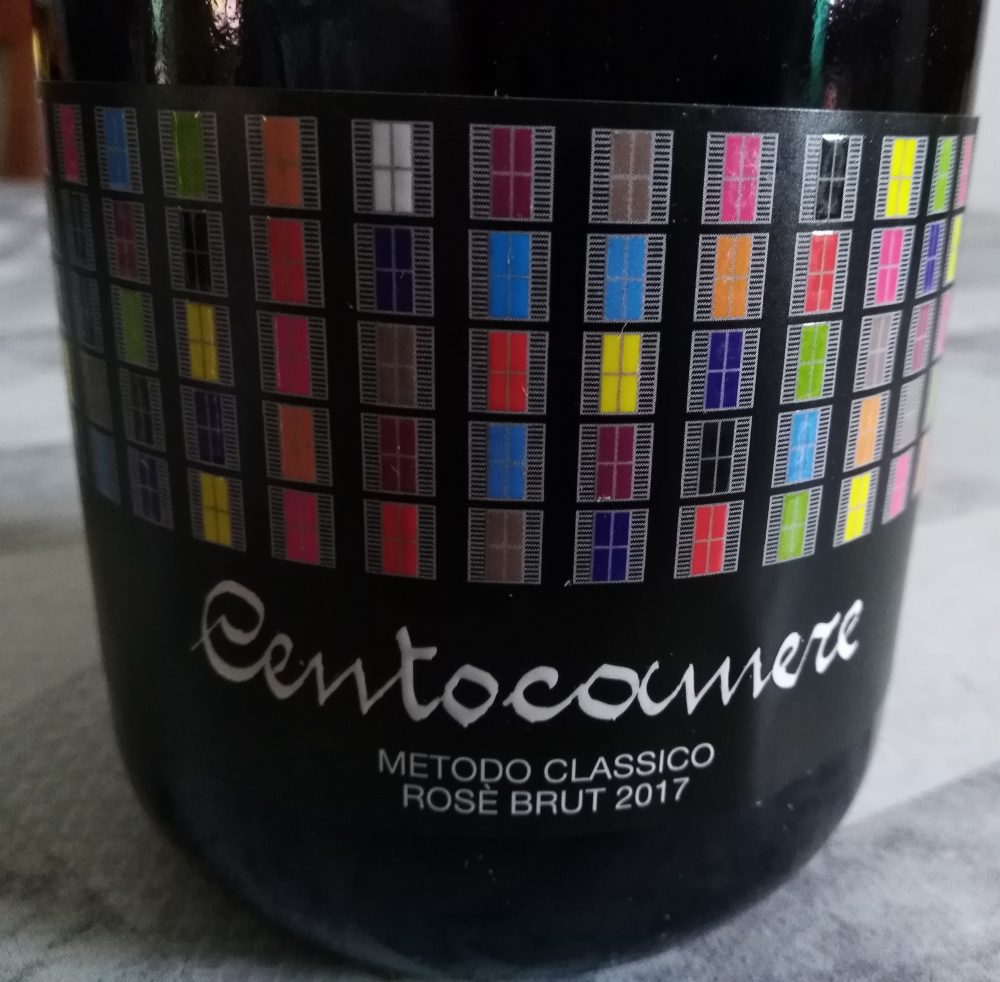 Centocamere
METODO CLASSICO
ROSÈ BRUT 2017